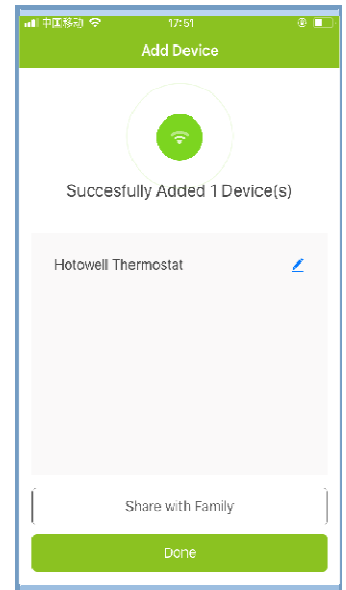 中国移动 17:51
Add Device
Succesfully Added 1 Device(s)
Hotowell Thermostat
Share with Family
Done